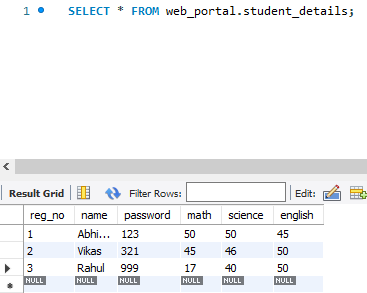 1 SELECT * FROM web_portal.student_details;
Result Grid Filter Rows: Edit:
reg_no name password math science english
1 Abhi... 123 50 50 45
2 Vikas 321 45 46 50
3 Rahul 999 17 40 50
NULL NULL NULL NULL NULL NULL